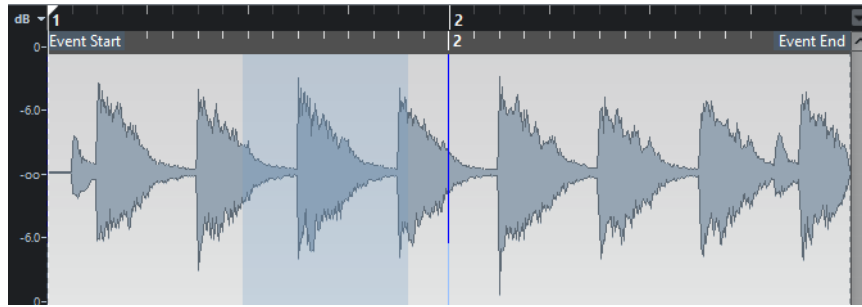 dB 1 2
Event Start 2 Event End
0-
-6.0-
-oo-
-6.0-
0-